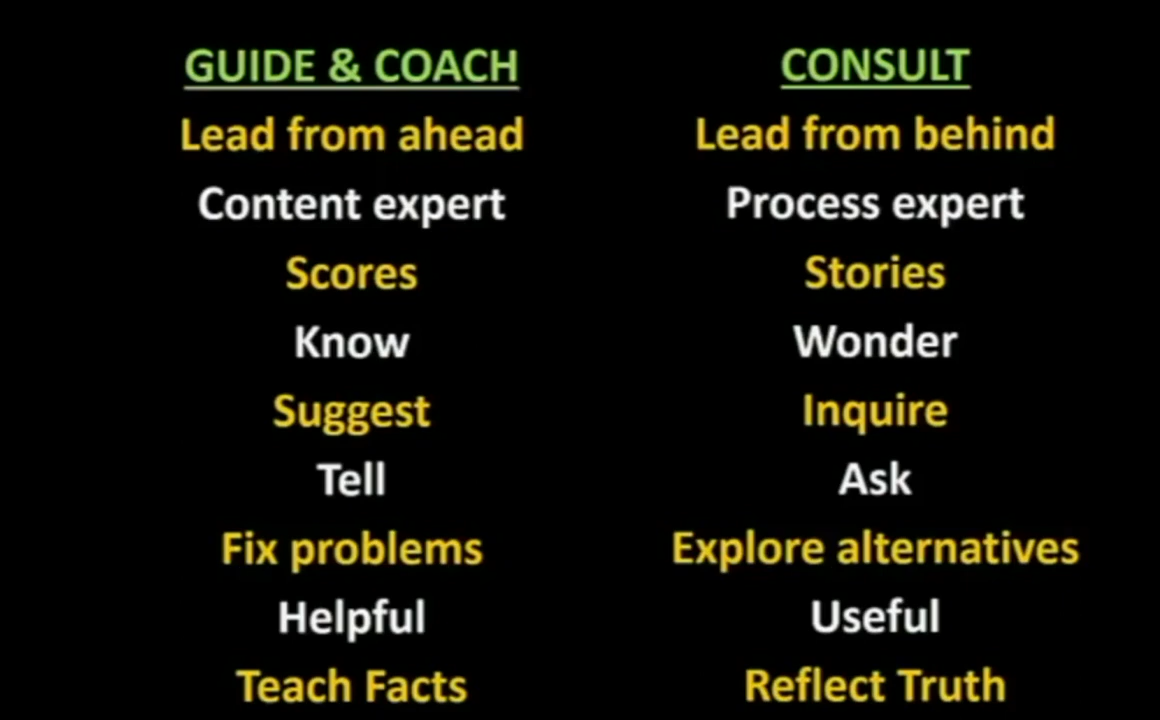 GUIDE & COACH CONSULT
Lead from ahead Lead from behind
Content expert Process expert
Scores Stories
Know Wonder
Suggest Inquire
Tell Ask
Fix problems Explore alternatives
Helpful Useful
Teach Facts Reflect Truth